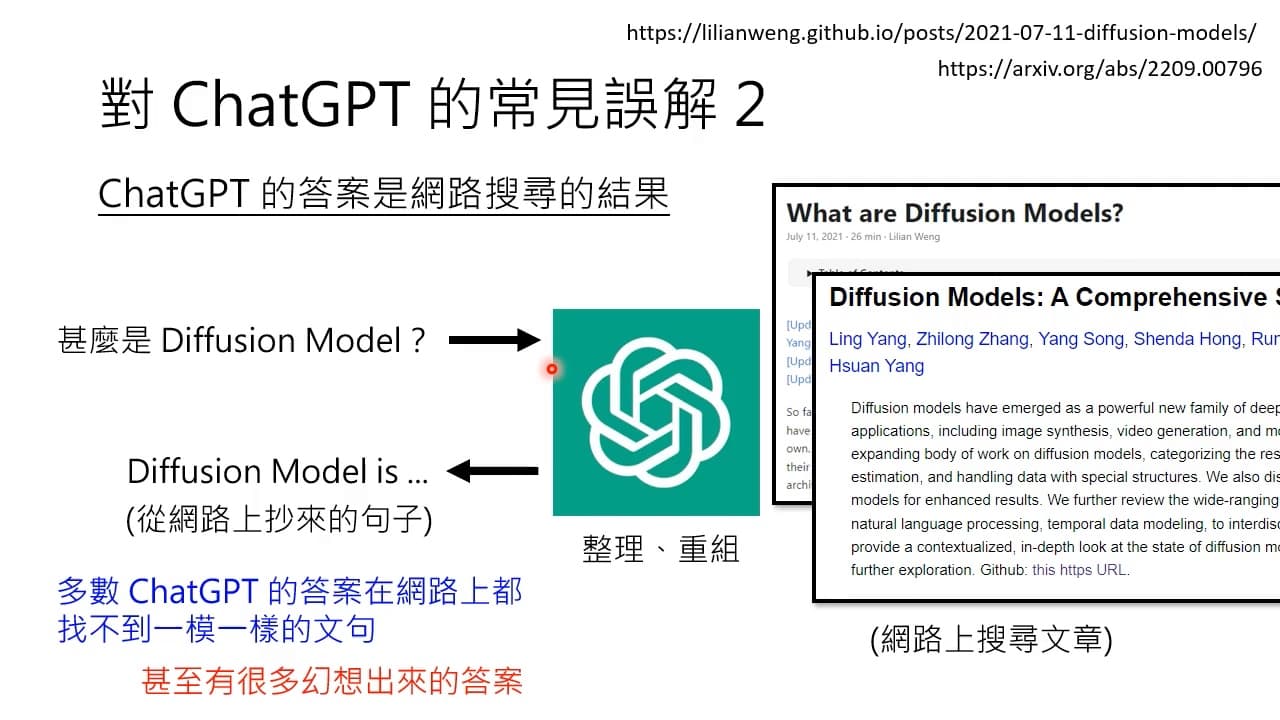 https://lilianweng.github.io/posts/2021-07-11-diffusion-models/
https://arxiv.org/abs/2209.00796
對 ChatGPT 的常見誤解 2
ChatGPT 的答案是網路搜尋的結果
甚麼是 Diffusion Model？
Diffusion Model is ...
(從網路上抄來的句子)
多數 ChatGPT 的答案在網路上都
找不到一模一樣的文句
甚至有很多幻想出來的答案
整理、重組
What are Diffusion Models?
July 11, 2021 · 26 min · Lilian Weng
[Upd
Yang
[Upd
[Upd
So fa
have
own.
their
archi
Diffusion Models: A Comprehensive S
Ling Yang, Zhilong Zhang, Yang Song, Shenda Hong, Run
Hsuan Yang
Diffusion models have emerged as a powerful new family of deep
applications, including image synthesis, video generation, and mo
expanding body of work on diffusion models, categorizing the res
estimation, and handling data with special structures. We also dis
models for enhanced results. We further review the wide-ranging
natural language processing, temporal data modeling, to interdisc
provide a contextualized, in-depth look at the state of diffusion mo
further exploration. Github: this https URL.
(網路上搜尋文章)